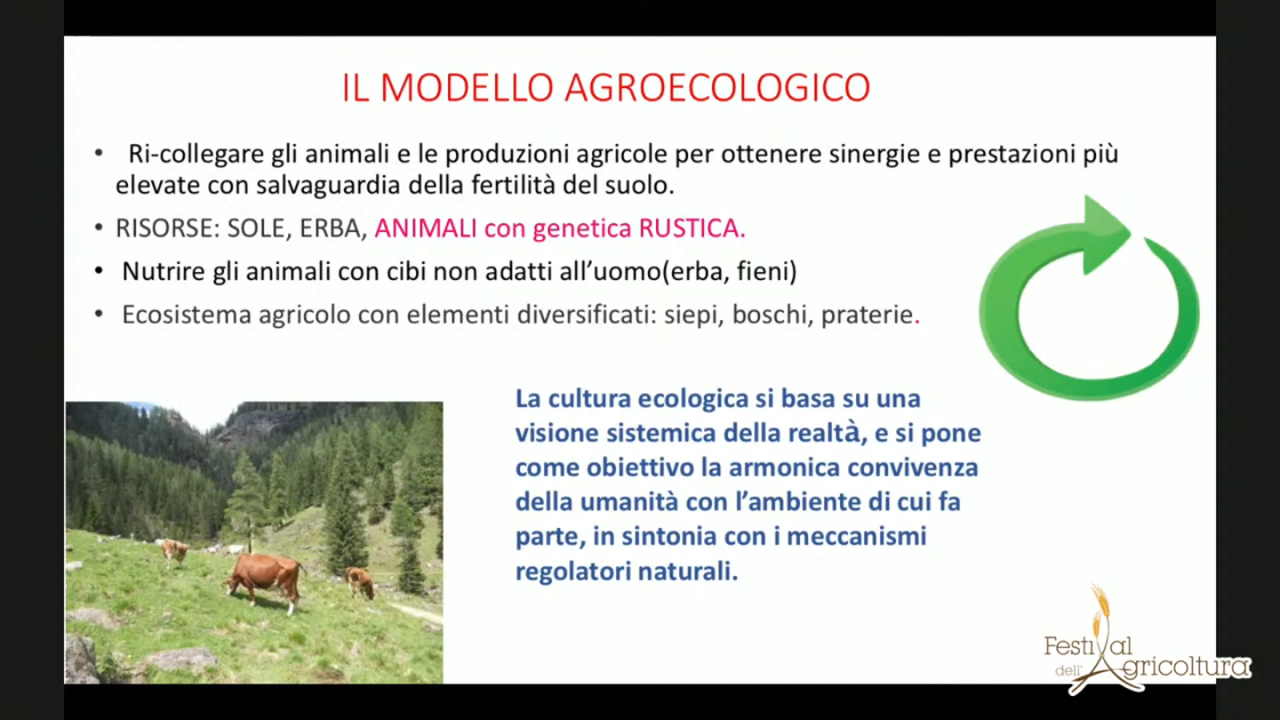 IL MODELLO AGROECOLOGICO
• Ri-collegare gli animali e le produzioni agricole per ottenere sinergie e prestazioni più
elevate con salvaguardia della fertilità del suolo.
• RISORSE: SOLE, ERBA, ANIMALI con genetica RUSTICA.
• Nutrire gli animali con cibi non adatti all’uomo(erba, fieni)
• Ecosistema agricolo con elementi diversificati: siepi, boschi, praterie.
La cultura ecologica si basa su una
visione sistemica della realtà, e si pone
come obiettivo la armonica convivenza
della umanità con l’ambiente di cui fa
parte, in sintonia con i meccanismi
regolatori naturali.
Festival
dell'Agricoltura